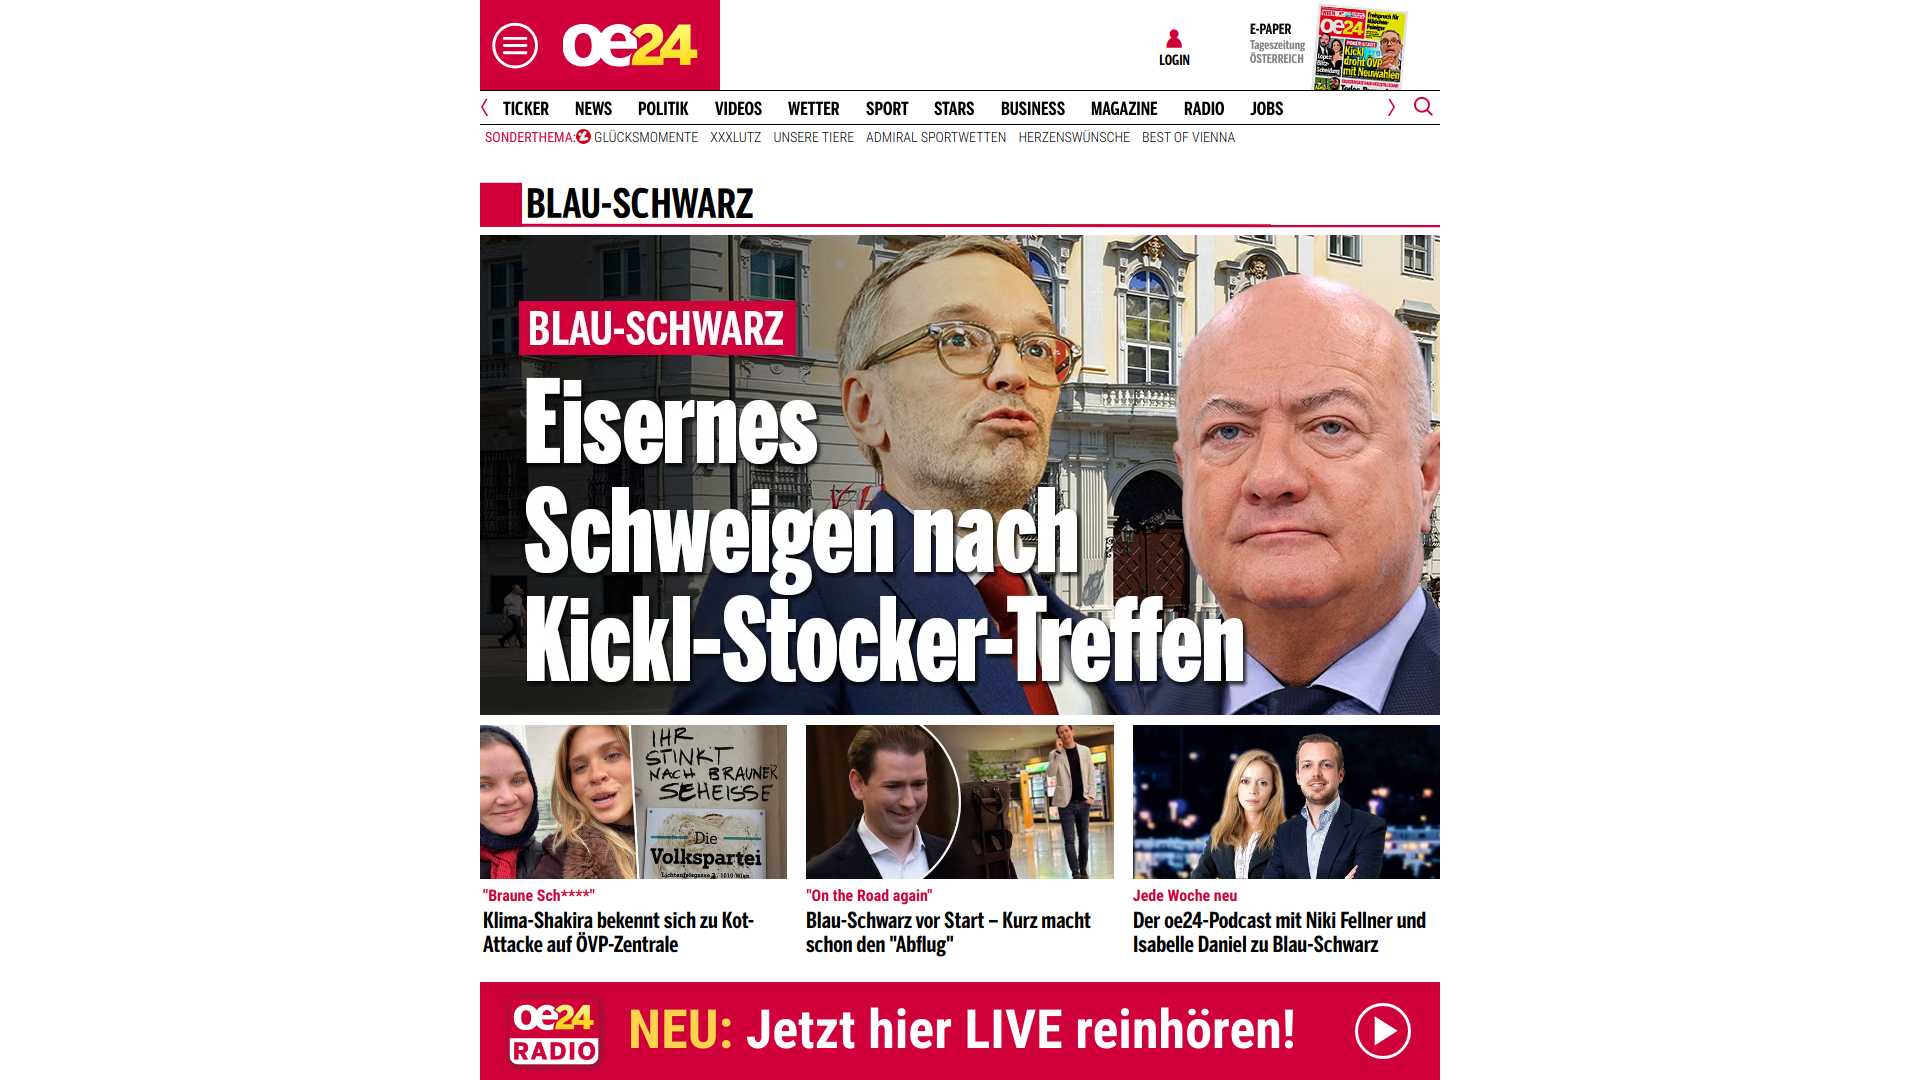 oe24
LOGIN
E-PAPER
Tageszeitung
ÖSTERREICH
oe24
Kickl
droht ÖVP
mit Neuwahlen
TICKER NEWS POLITIK VIDEOS WETTER SPORT STARS BUSINESS MAGAZINE RADIO JOBS
SONDERTHEMA: GLÜCKSMOMENTE XXXLUTZ UNSERE TIERE ADMIRAL SPORTWETTEN HERZENSWÜNSCHE BEST OF VIENNA
BLAU-SCHWARZ
BLAU-SCHWARZ
Eisernes
Schweigen nach
Kickl-Stocker-Treffen
IHR
STINKT
NACH BRAUNER
SCHEISSE
Die
Volkspartei
Lichtenfelsgasse 7, 1010 Wien
"Braune Sch****"
Klima-Shakira bekennt sich zu Kot-
Attacke auf ÖVP-Zentrale
"On the Road again"
Blau-Schwarz vor Start – Kurz macht
schon den "Abflug"
Jede Woche neu
Der oe24-Podcast mit Niki Fellner und
Isabelle Daniel zu Blau-Schwarz
oe24
RADIO
NEU: Jetzt hier LIVE reinhören!